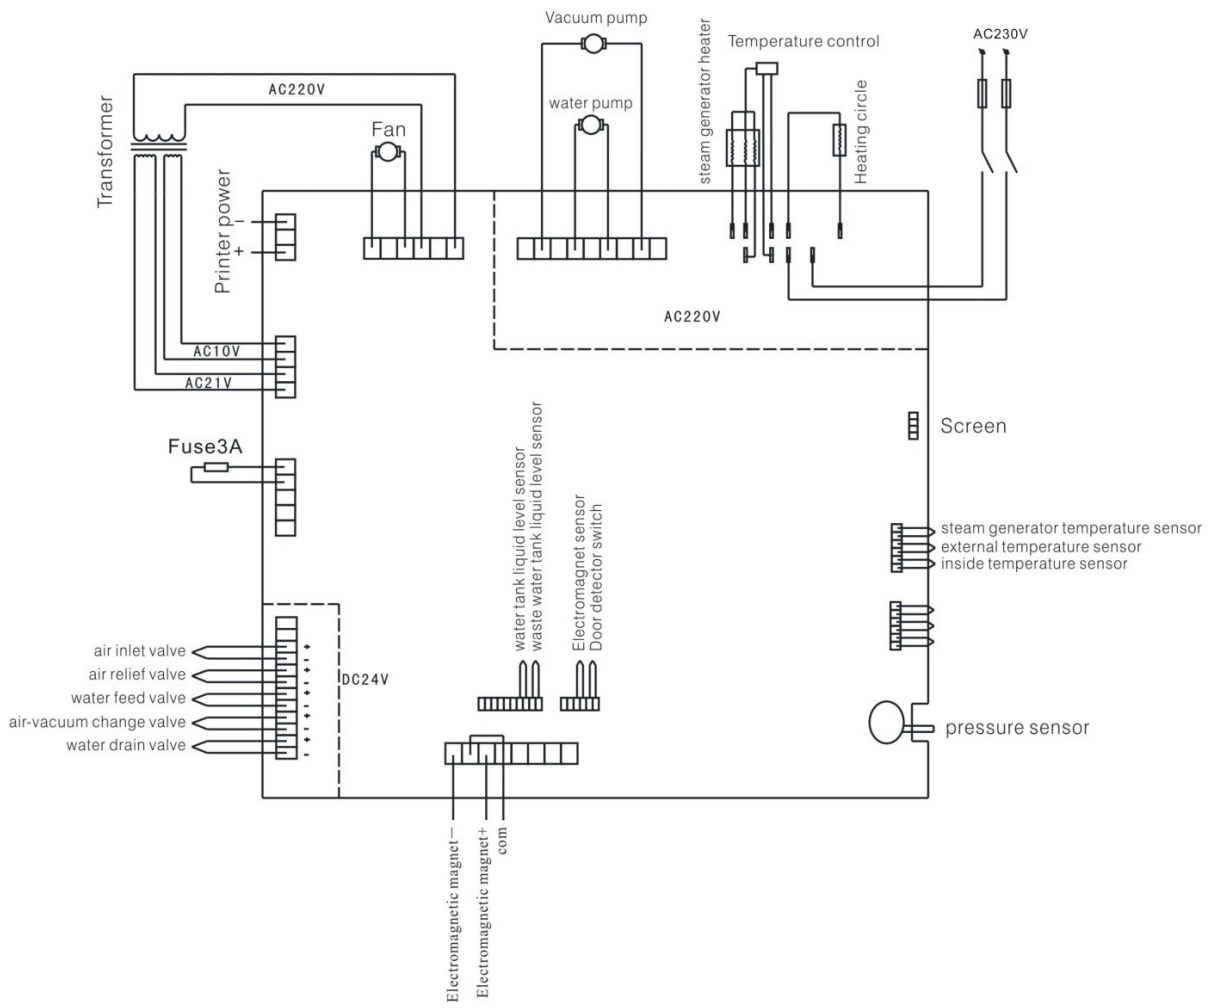 Vacuum pump
steam generator heater
Temperature control
AC230V
AC220V
water pump
Transformer
Fan
Heating circle
Printer power
−
+
AC220V
AC10V
AC21V
Fuse3A
Screen
water tank liquid level sensor
waste water tank liquid level sensor
Electromagnet sensor
Door detector switch
steam generator temperature sensor
external temperature sensor
inside temperature sensor
air inlet valve
+
-
air relief valve
+
-
DC24V
water feed valve
+
-
air-vacuum change valve
+
-
water drain valve
+
-
pressure sensor
Electromagnetic magnet−
Electromagnetic magnet+
com